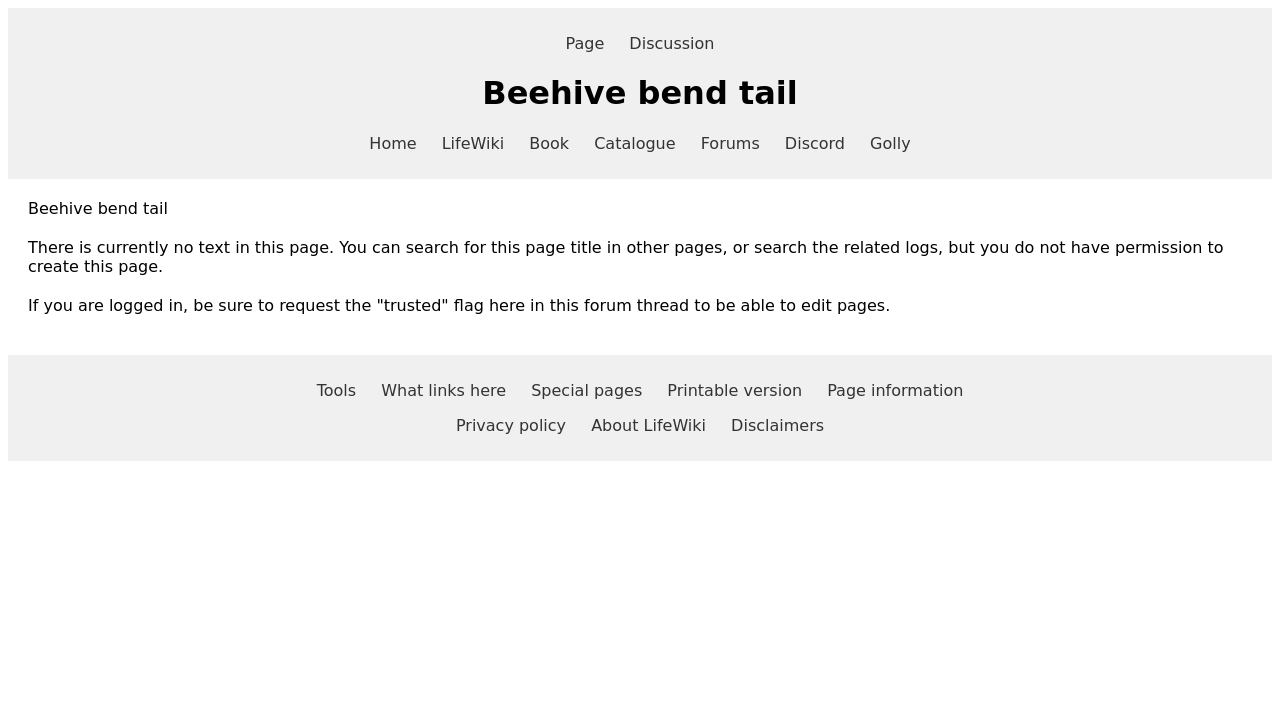 Page Discussion
Beehive bend tail
Home LifeWiki Book Catalogue Forums Discord Golly
Beehive bend tail
There is currently no text in this page. You can search for this page title in other pages, or search the related logs, but you do not have permission to
create this page.
If you are logged in, be sure to request the "trusted" flag here in this forum thread to be able to edit pages.
Tools What links here Special pages Printable version Page information
Privacy policy About LifeWiki Disclaimers